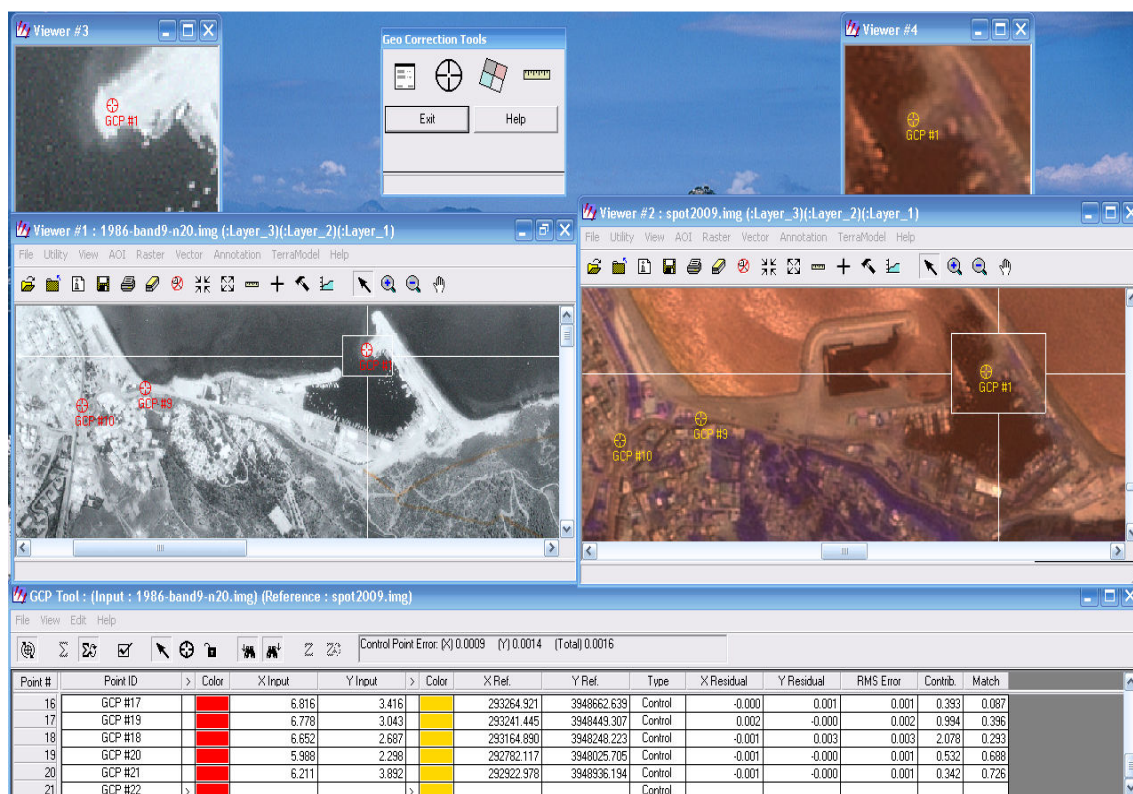 Viewer #3
GCP #1
Geo Correction Tools
Exit Help
Viewer #4
GCP #1
Viewer #1 : 1986-band9-n20.img (:Layer_3)(:Layer_2)(:Layer_1)
File Utility View AOI Raster Vector Annotation TerraModel Help
GCP #9
GCP #10
Viewer #2 : spot2009.img (:Layer_3)(:Layer_2)(:Layer_1)
File Utility View AOI Raster Vector Annotation TerraModel Help
GCP #1
GCP #9
GCP #10
GCP Tool : (Input : 1986-band9-n20.img) (Reference : spot2009.img)
File View Edit Help
Control Point Error: (X) 0.0009 (Y) 0.0014 (Total) 0.0016
Point # Point ID > Color X Input Y Input > Color X Ref. Y Ref. Type X Residual Y Residual RMS Error Contrib. Match
16 GCP #17 6.816 3.416 293264.921 3948662.639 Control -0.000 0.001 0.001 0.393 0.087
17 GCP #19 6.778 3.043 293241.445 3948449.307 Control 0.002 -0.000 0.002 0.994 0.396
18 GCP #18 6.652 2.687 293164.890 3948248.223 Control -0.001 0.003 0.003 2.078 0.293
19 GCP #20 5.988 2.298 292782.117 3948025.705 Control -0.001 -0.000 0.001 0.532 0.688
20 GCP #21 6.211 3.892 292922.978 3948936.194 Control -0.001 -0.000 0.001 0.342 0.726
21 GCP #22 > > Control